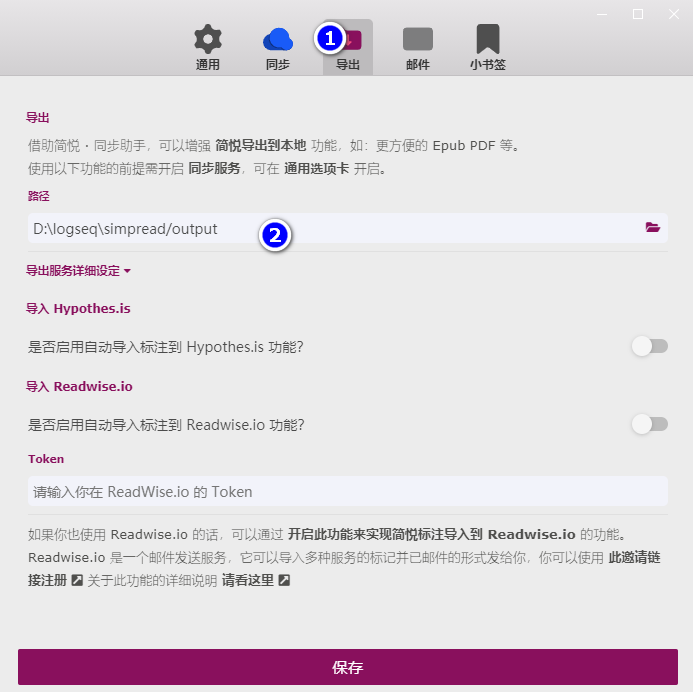 1
通用 同步 导出 邮件 小书签
导出
借助简悦・同步助手，可以增强 简悦导出到本地 功能，如：更方便的 Epub PDF 等。
使用以下功能的前提需开启 同步服务，可在 通用选项卡 开启。
路径
D:\logseq\simpread/output
2
导出服务详细设定
导入 Hypothes.is
是否启用自动导入标注到 Hypothes.is 功能？
导入 Readwise.io
是否启用自动导入标注到 Readwise.io 功能？
Token
请输入你在 ReadWise.io 的 Token
如果你也使用 Readwise.io 的话，可以通过 开启此功能来实现简悦标注导入到 Readwise.io 的功能。
Readwise.io 是一个邮件发送服务，它可以导入多种服务的标记并已邮件的形式发给你，你可以使用 此邀请链
接注册 关于此功能的详细说明 请看这里
保存